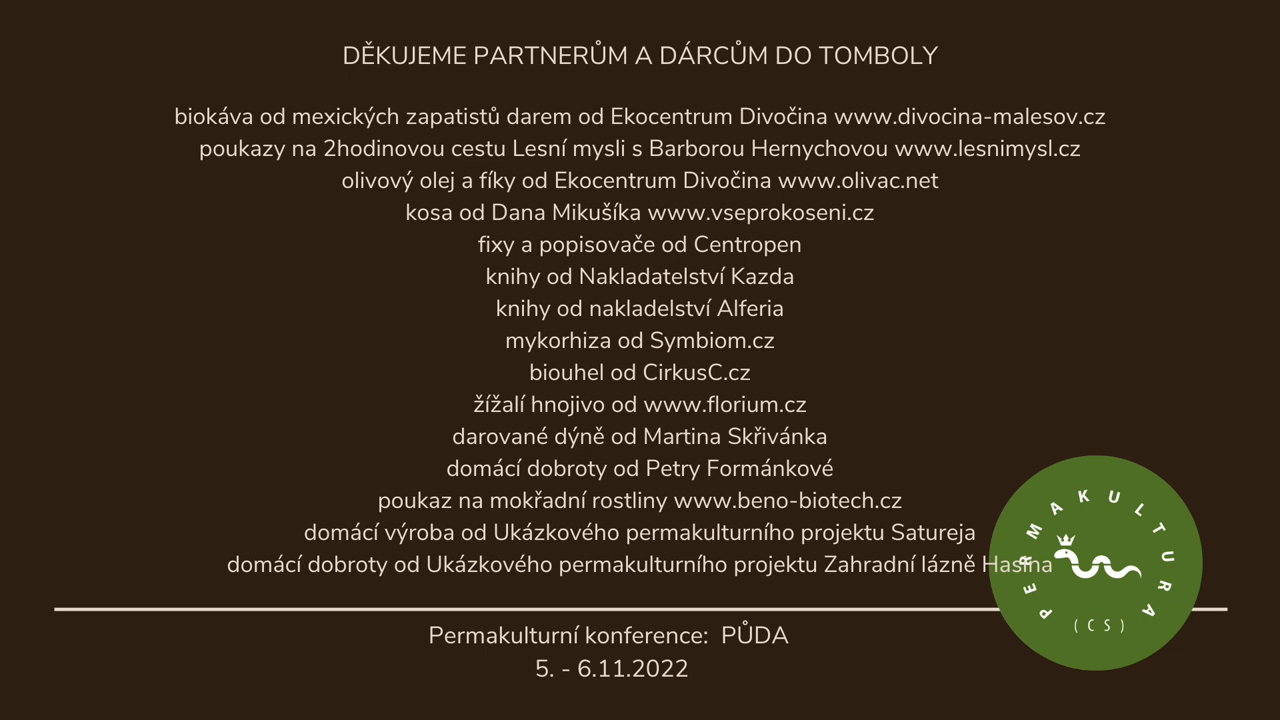 DĚKUJEME PARTNERŮM A DÁRCŮM DO TOMBOLY
biokáva od mexických zapatistů darem od Ekocentrum Divočina www.divocina-malesov.cz
poukazy na 2hodinovou cestu Lesní mysli s Barborou Hernychovou www.lesnimysl.cz
olivový olej a fíky od Ekocentrum Divočina www.olivac.net
kosa od Dana Mikušíka www.vseprokoseni.cz
fixy a popisovače od Centropen
knihy od Nakladatelství Kazda
knihy od nakladelství Alferia
mykorhiza od Symbiom.cz
biouhel od CirkusC.cz
žížalí hnojivo od www.florium.cz
darované dýně od Martina Skřivánka
domácí dobroty od Petry Formánkové
poukaz na mokřadní rostliny www.beno-biotech.cz
domácí výroba od Ukázkového permakulturního projektu Satureja
domácí dobroty od Ukázkového permakulturního projektu Zahradní lázně Hasina
PERMAKULTURA
(CS)
Permakulturní konference: PŮDA
5. - 6.11.2022